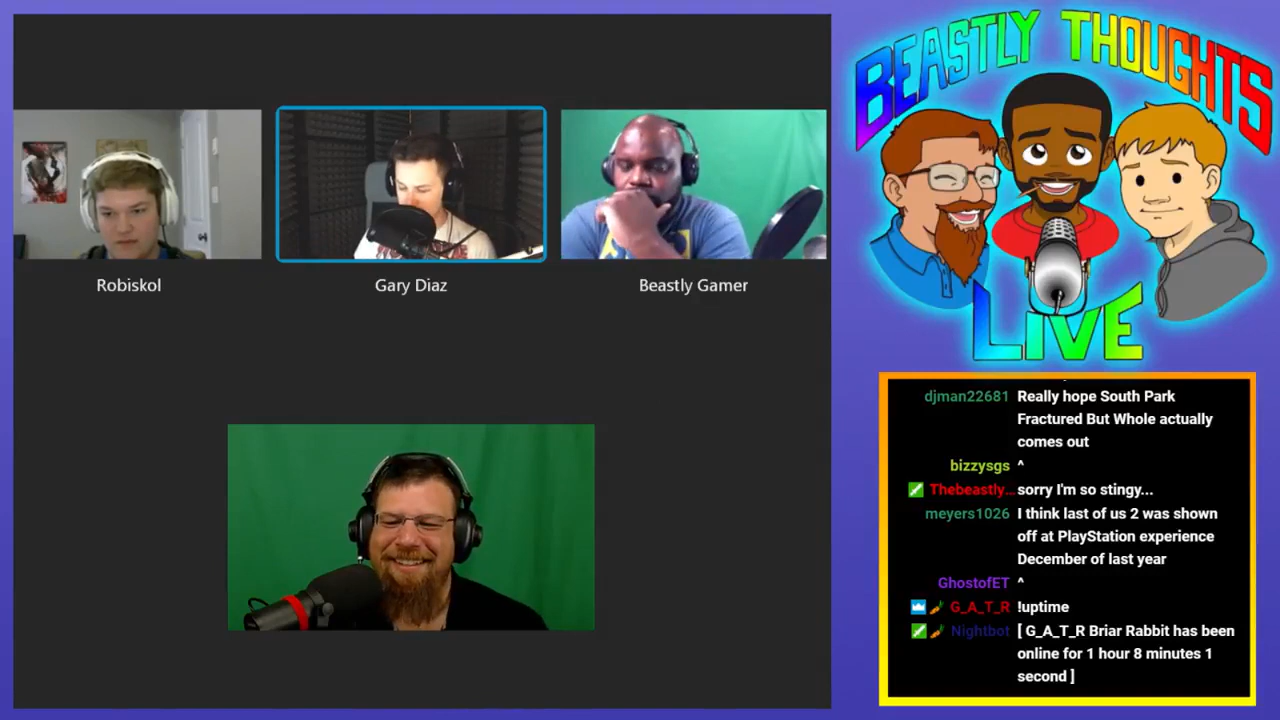 BEASTLY THOUGHTS
LIVE
Robiskol
Gary Diaz
Beastly Gamer
djman22681 Really hope South Park
Fractured But Whole actually
comes out
bizzysgs ^
Thebeastly... sorry I'm so stingy...
meyers1026 I think last of us 2 was shown
off at PlayStation experience
December of last year
GhostofET ^
G_A_T_R !uptime
Nightbot [ G_A_T_R Briar Rabbit has been
online for 1 hour 8 minutes 1
second ]